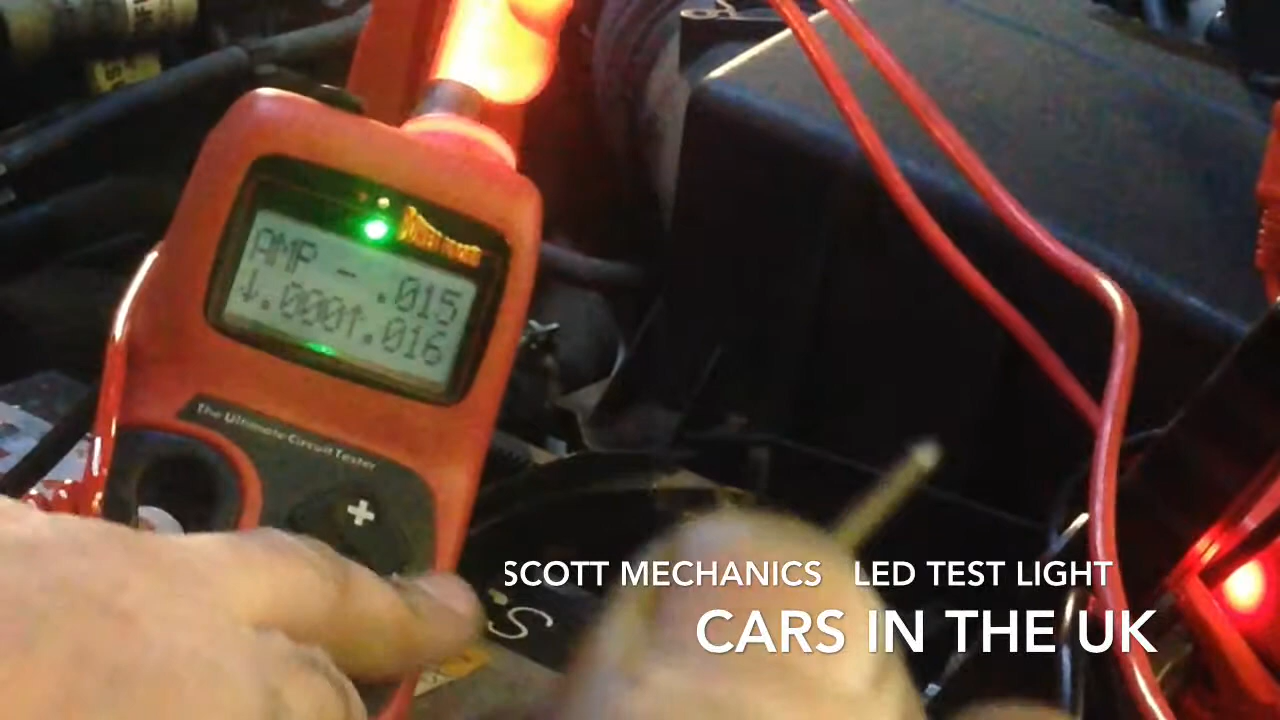 AMP - .015
↓.000↑.016
The Ultimate Circuit Tester
+
SCOTT MECHANICS LED TEST LIGHT
CARS IN THE UK